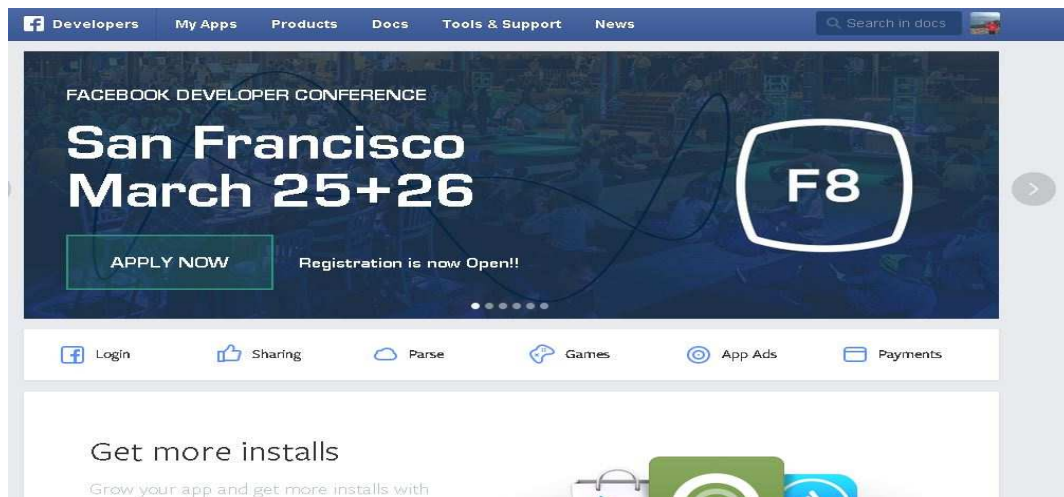 Developers My Apps Products Docs Tools & Support News Search in docs
FACEBOOK DEVELOPER CONFERENCE
San Francisco
March 25+26
F8
APPLY NOW Registration is now Open!!
Login Sharing Parse Games App Ads Payments
Get more installs
Grow your app and get more installs with